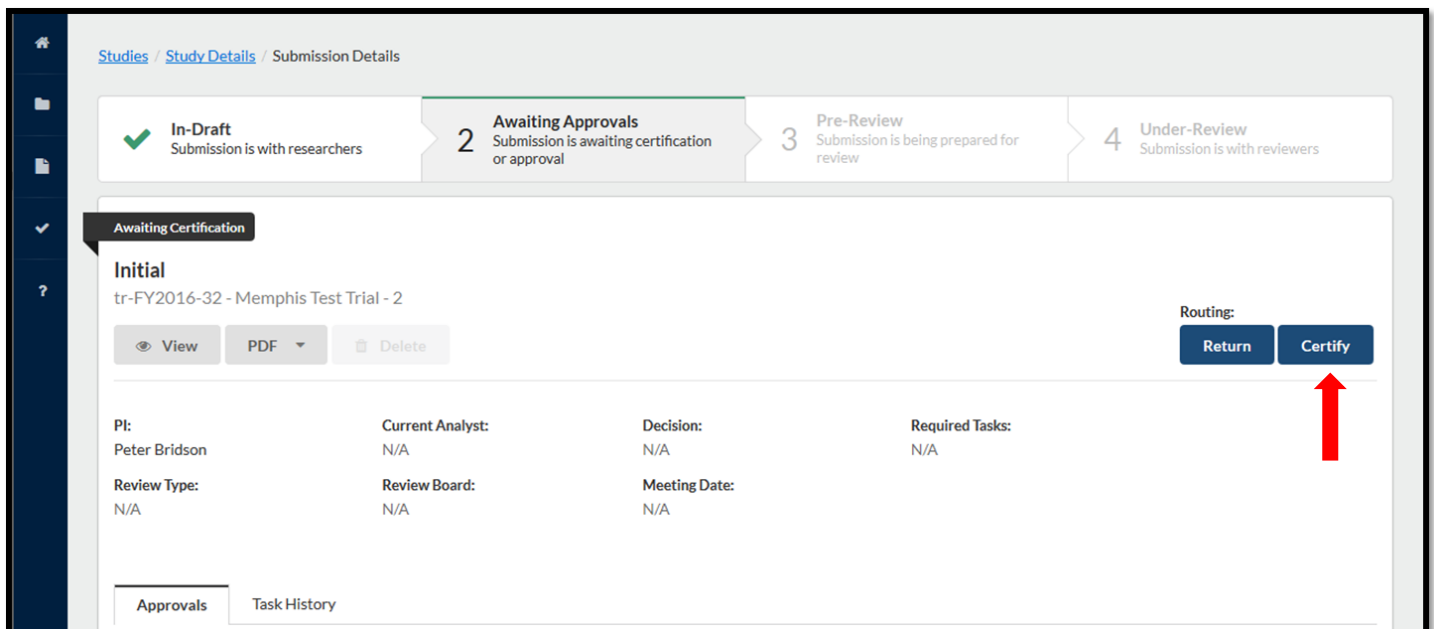 Studies / Study Details / Submission Details
In-Draft
Submission is with researchers
2
Awaiting Approvals
Submission is awaiting certification
or approval
3
Pre-Review
Submission is being prepared for
review
4
Under-Review
Submission is with reviewers
Awaiting Certification
Initial
tr-FY2016-32 - Memphis Test Trial - 2
Routing:
View PDF Delete Return Certify
PI: Current Analyst: Decision: Required Tasks:
Peter Bridson N/A N/A N/A
Review Type: Review Board: Meeting Date:
N/A N/A N/A
Approvals Task History
?